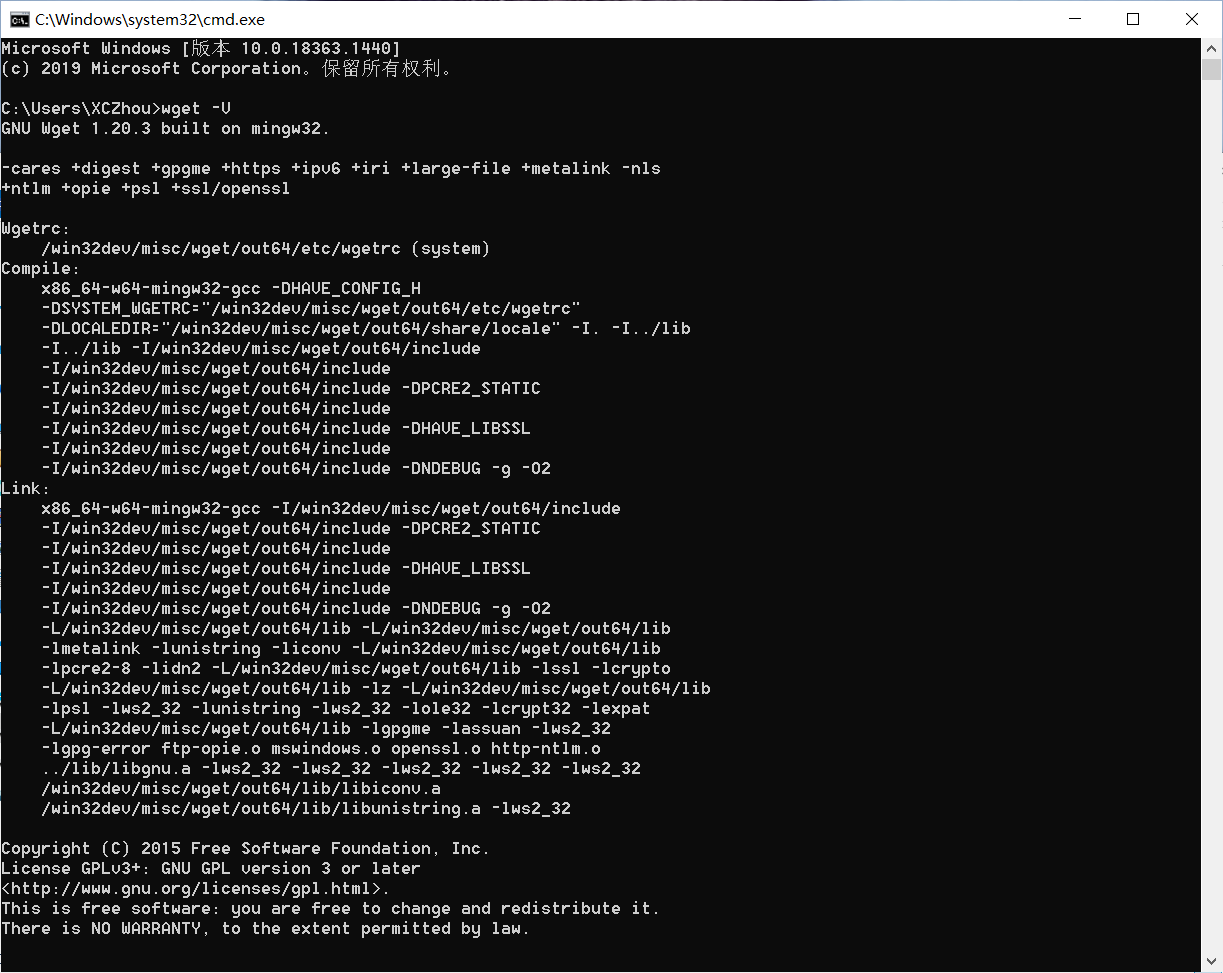 C:\Windows\system32\cmd.exe
Microsoft Windows [版本 10.0.18363.1440]
(c) 2019 Microsoft Corporation。保留所有权利。
C:\Users\XCZhou>wget -V
GNU Wget 1.20.3 built on mingw32.
-cares +digest +gpgme +https +ipv6 +iri +large-file +metalink -nls
+ntlm +opie +psl +ssl/openssl
Wgetrc:
    /win32dev/misc/wget/out64/etc/wgetrc (system)
Compile:
    x86_64-w64-mingw32-gcc -DHAVE_CONFIG_H
    -DSYSTEM_WGETRC="/win32dev/misc/wget/out64/etc/wgetrc"
    -DLOCALEDIR="/win32dev/misc/wget/out64/share/locale" -I. -I../lib
    -I../lib -I/win32dev/misc/wget/out64/include
    -I/win32dev/misc/wget/out64/include
    -I/win32dev/misc/wget/out64/include -DPCRE2_STATIC
    -I/win32dev/misc/wget/out64/include
    -I/win32dev/misc/wget/out64/include -DHAVE_LIBSSL
    -I/win32dev/misc/wget/out64/include
    -I/win32dev/misc/wget/out64/include -DNDEBUG -g -O2
Link:
    x86_64-w64-mingw32-gcc -I/win32dev/misc/wget/out64/include
    -I/win32dev/misc/wget/out64/include -DPCRE2_STATIC
    -I/win32dev/misc/wget/out64/include
    -I/win32dev/misc/wget/out64/include -DHAVE_LIBSSL
    -I/win32dev/misc/wget/out64/include
    -I/win32dev/misc/wget/out64/include -DNDEBUG -g -O2
    -L/win32dev/misc/wget/out64/lib -L/win32dev/misc/wget/out64/lib
    -lmetalink -lunistring -liconv -L/win32dev/misc/wget/out64/lib
    -lpcre2-8 -lidn2 -L/win32dev/misc/wget/out64/lib -lssl -lcrypto
    -L/win32dev/misc/wget/out64/lib -lz -L/win32dev/misc/wget/out64/lib
    -lpsl -lws2_32 -lunistring -lws2_32 -lole32 -lcrypt32 -lexpat
    -L/win32dev/misc/wget/out64/lib -lgpgme -lassuan -lws2_32
    -lgpg-error ftp-opie.o mswindows.o openssl.o http-ntlm.o
    ../lib/libgnu.a -lws2_32 -lws2_32 -lws2_32 -lws2_32 -lws2_32
    /win32dev/misc/wget/out64/lib/libiconv.a
    /win32dev/misc/wget/out64/lib/libunistring.a -lws2_32
Copyright (C) 2015 Free Software Foundation, Inc.
License GPLv3+: GNU GPL version 3 or later
<http://www.gnu.org/licenses/gpl.html>.
This is free software: you are free to change and redistribute it.
There is NO WARRANTY, to the extent permitted by law.